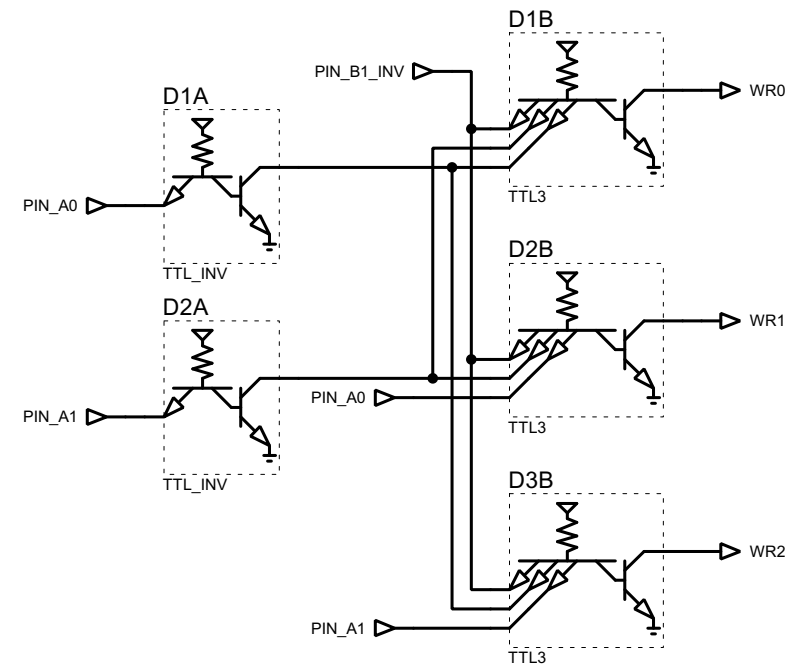 D1B
PIN_B1_INV
WR0
D1A
PIN_A0
TTL3
TTL_INV
D2B
D2A
WR1
PIN_A0
PIN_A1
TTL3
TTL_INV
D3B
WR2
PIN_A1
TTL3